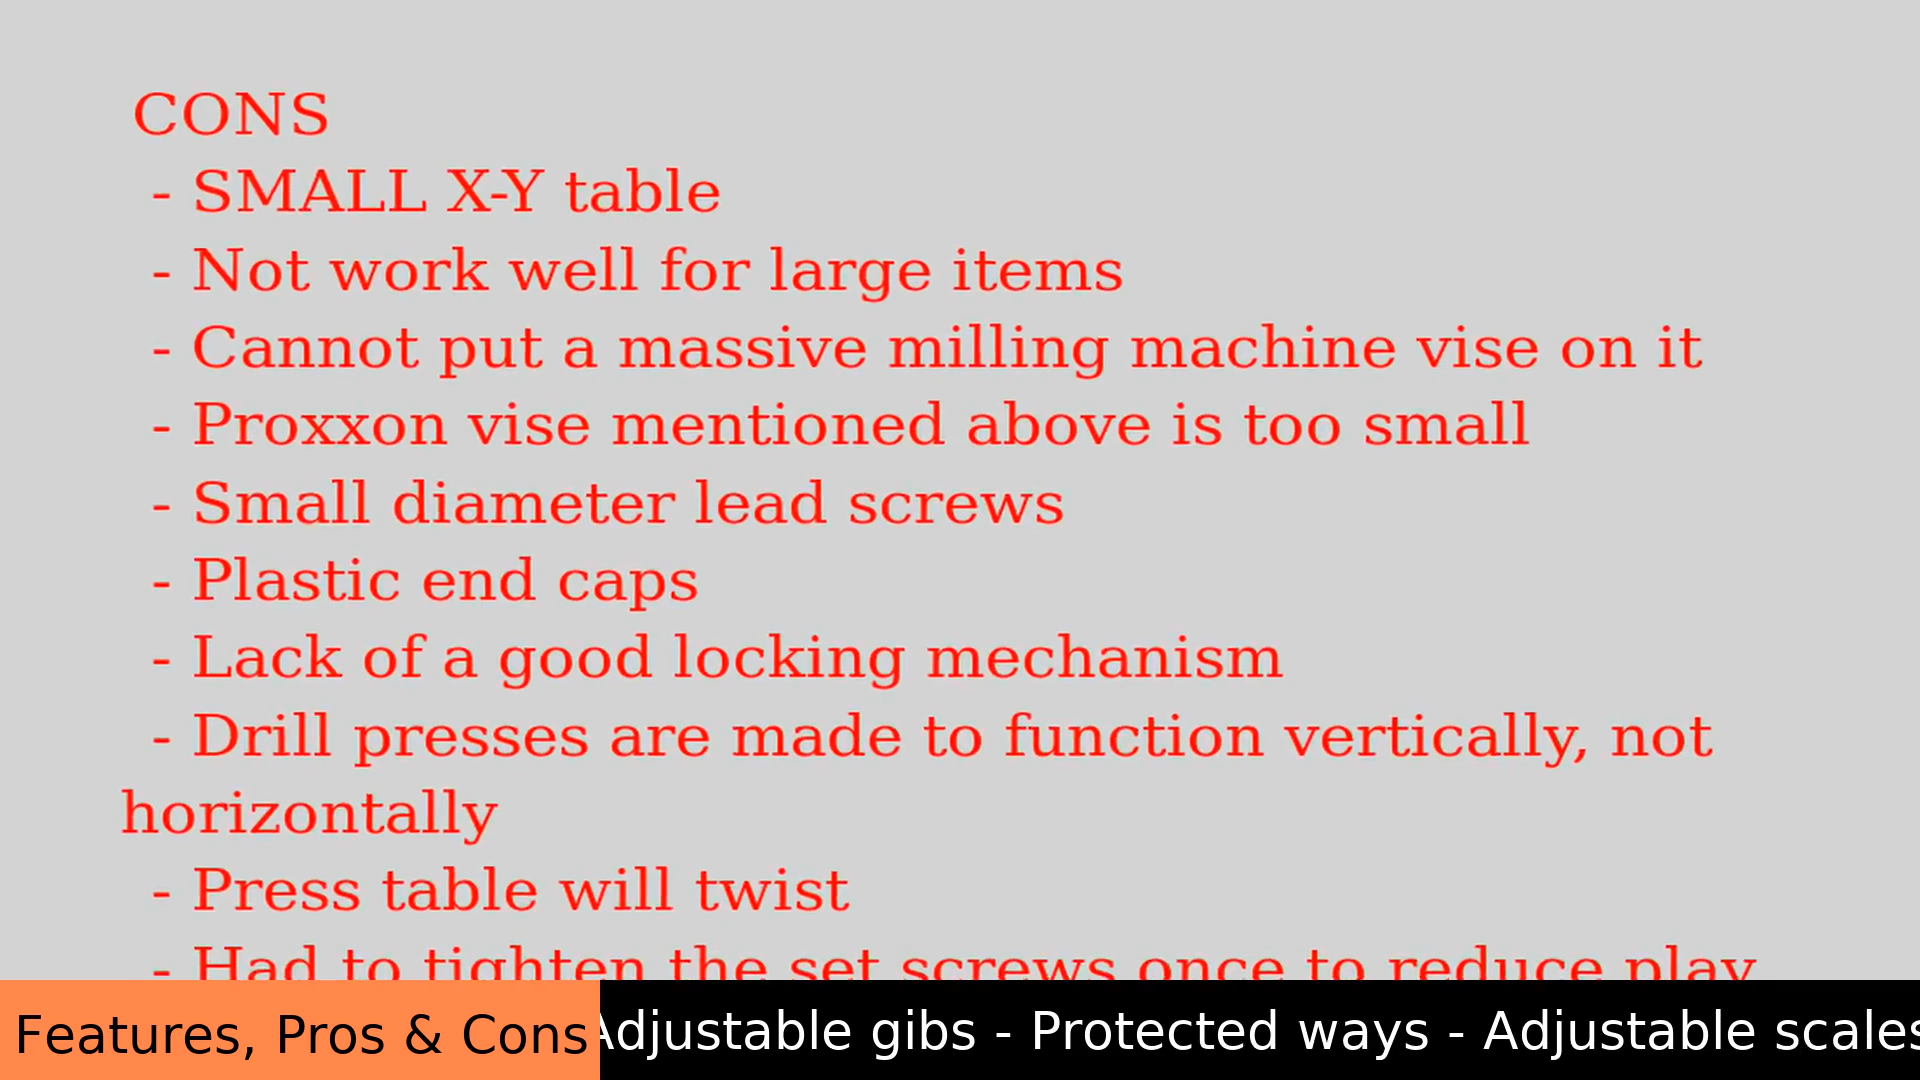 CONS
- SMALL X-Y table
- Not work well for large items
- Cannot put a massive milling machine vise on it
- Proxxon vise mentioned above is too small
- Small diameter lead screws
- Plastic end caps
- Lack of a good locking mechanism
- Drill presses are made to function vertically, not
horizontally
- Press table will twist
- Had to tighten the set screws once to reduce play
Features, Pros & Cons
Adjustable gibs - Protected ways - Adjustable scales